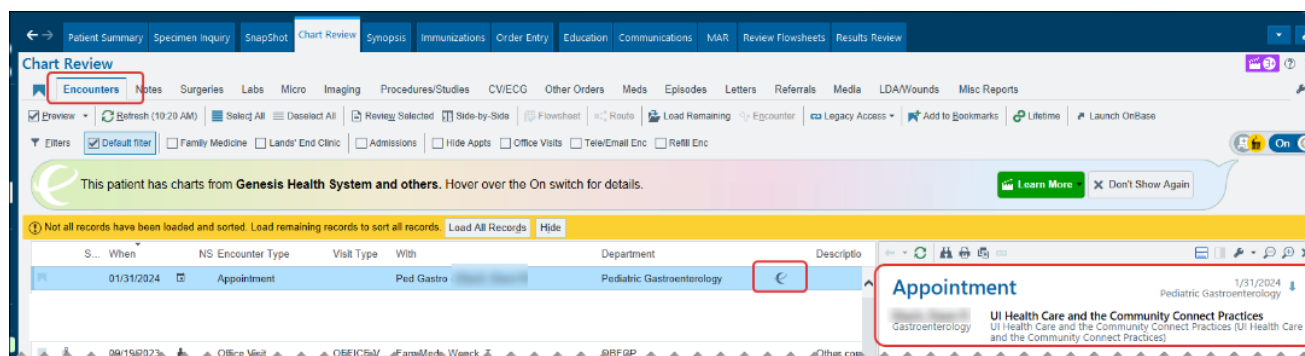 Patient Summary Specimen Inquiry SnapShot Chart Review Synopsis Immunizations Order Entry Education Communications MAR Review Flowsheets Results Review
Chart Review
Encounters Notes Surgeries Labs Micro Imaging Procedures/Studies CV/ECG Other Orders Meds Episodes Letters Referrals Media LDA/Wounds Misc Reports
Preview Refresh (10:20 AM) Select All Deselect All Review Selected Side-by-Side Flowsheet Route Load Remaining Encounter Legacy Access Add to Bookmarks Lifetime Launch OnBase
Filters Default filter Family Medicine Lands' End Clinic Admissions Hide Appts Office Visits Tele/Email Enc Refill Enc On
This patient has charts from Genesis Health System and others. Hover over the On switch for details. Learn More Don't Show Again
Not all records have been loaded and sorted. Load remaining records to sort all records. Load All Records Hide
S... When NS Encounter Type Visit Type With Department Descriptio
01/31/2024 Appointment Ped Gastro Pediatric Gastroenterology
Appointment 1/31/2024
Pediatric Gastroenterology
UI Health Care and the Community Connect Practices
Gastroenterology UI Health Care and the Community Connect Practices (UI Health Care
and the Community Connect Practices)
09/19/2023 Office Visit